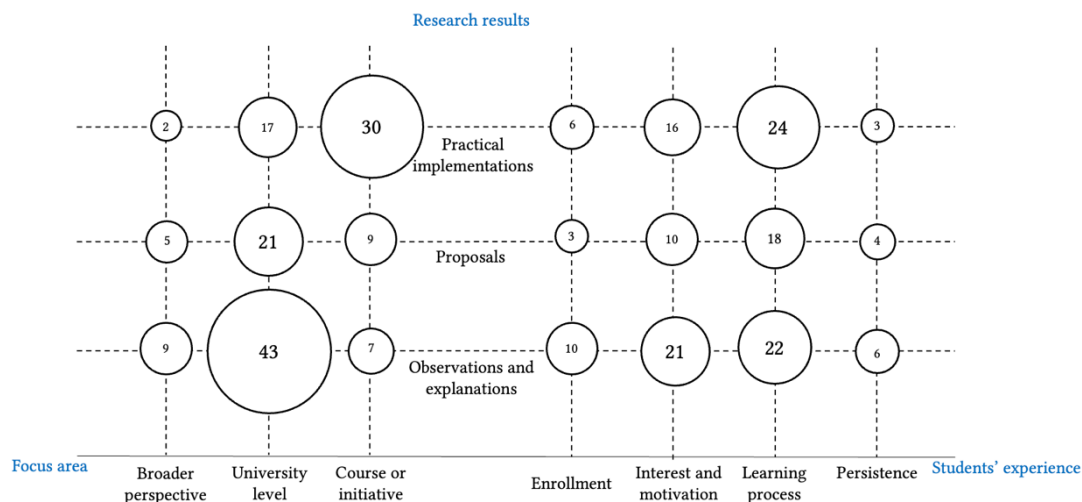 Research results
2
17
30
6
16
24
3
Practical
implementations
5
21
9
3
10
18
4
Proposals
9
43
7
10
21
22
6
Observations and
explanations
Focus area
Broader
perspective
University
level
Course or
initiative
Enrollment
Interest and
motivation
Learning
process
Persistence
Students’ experience